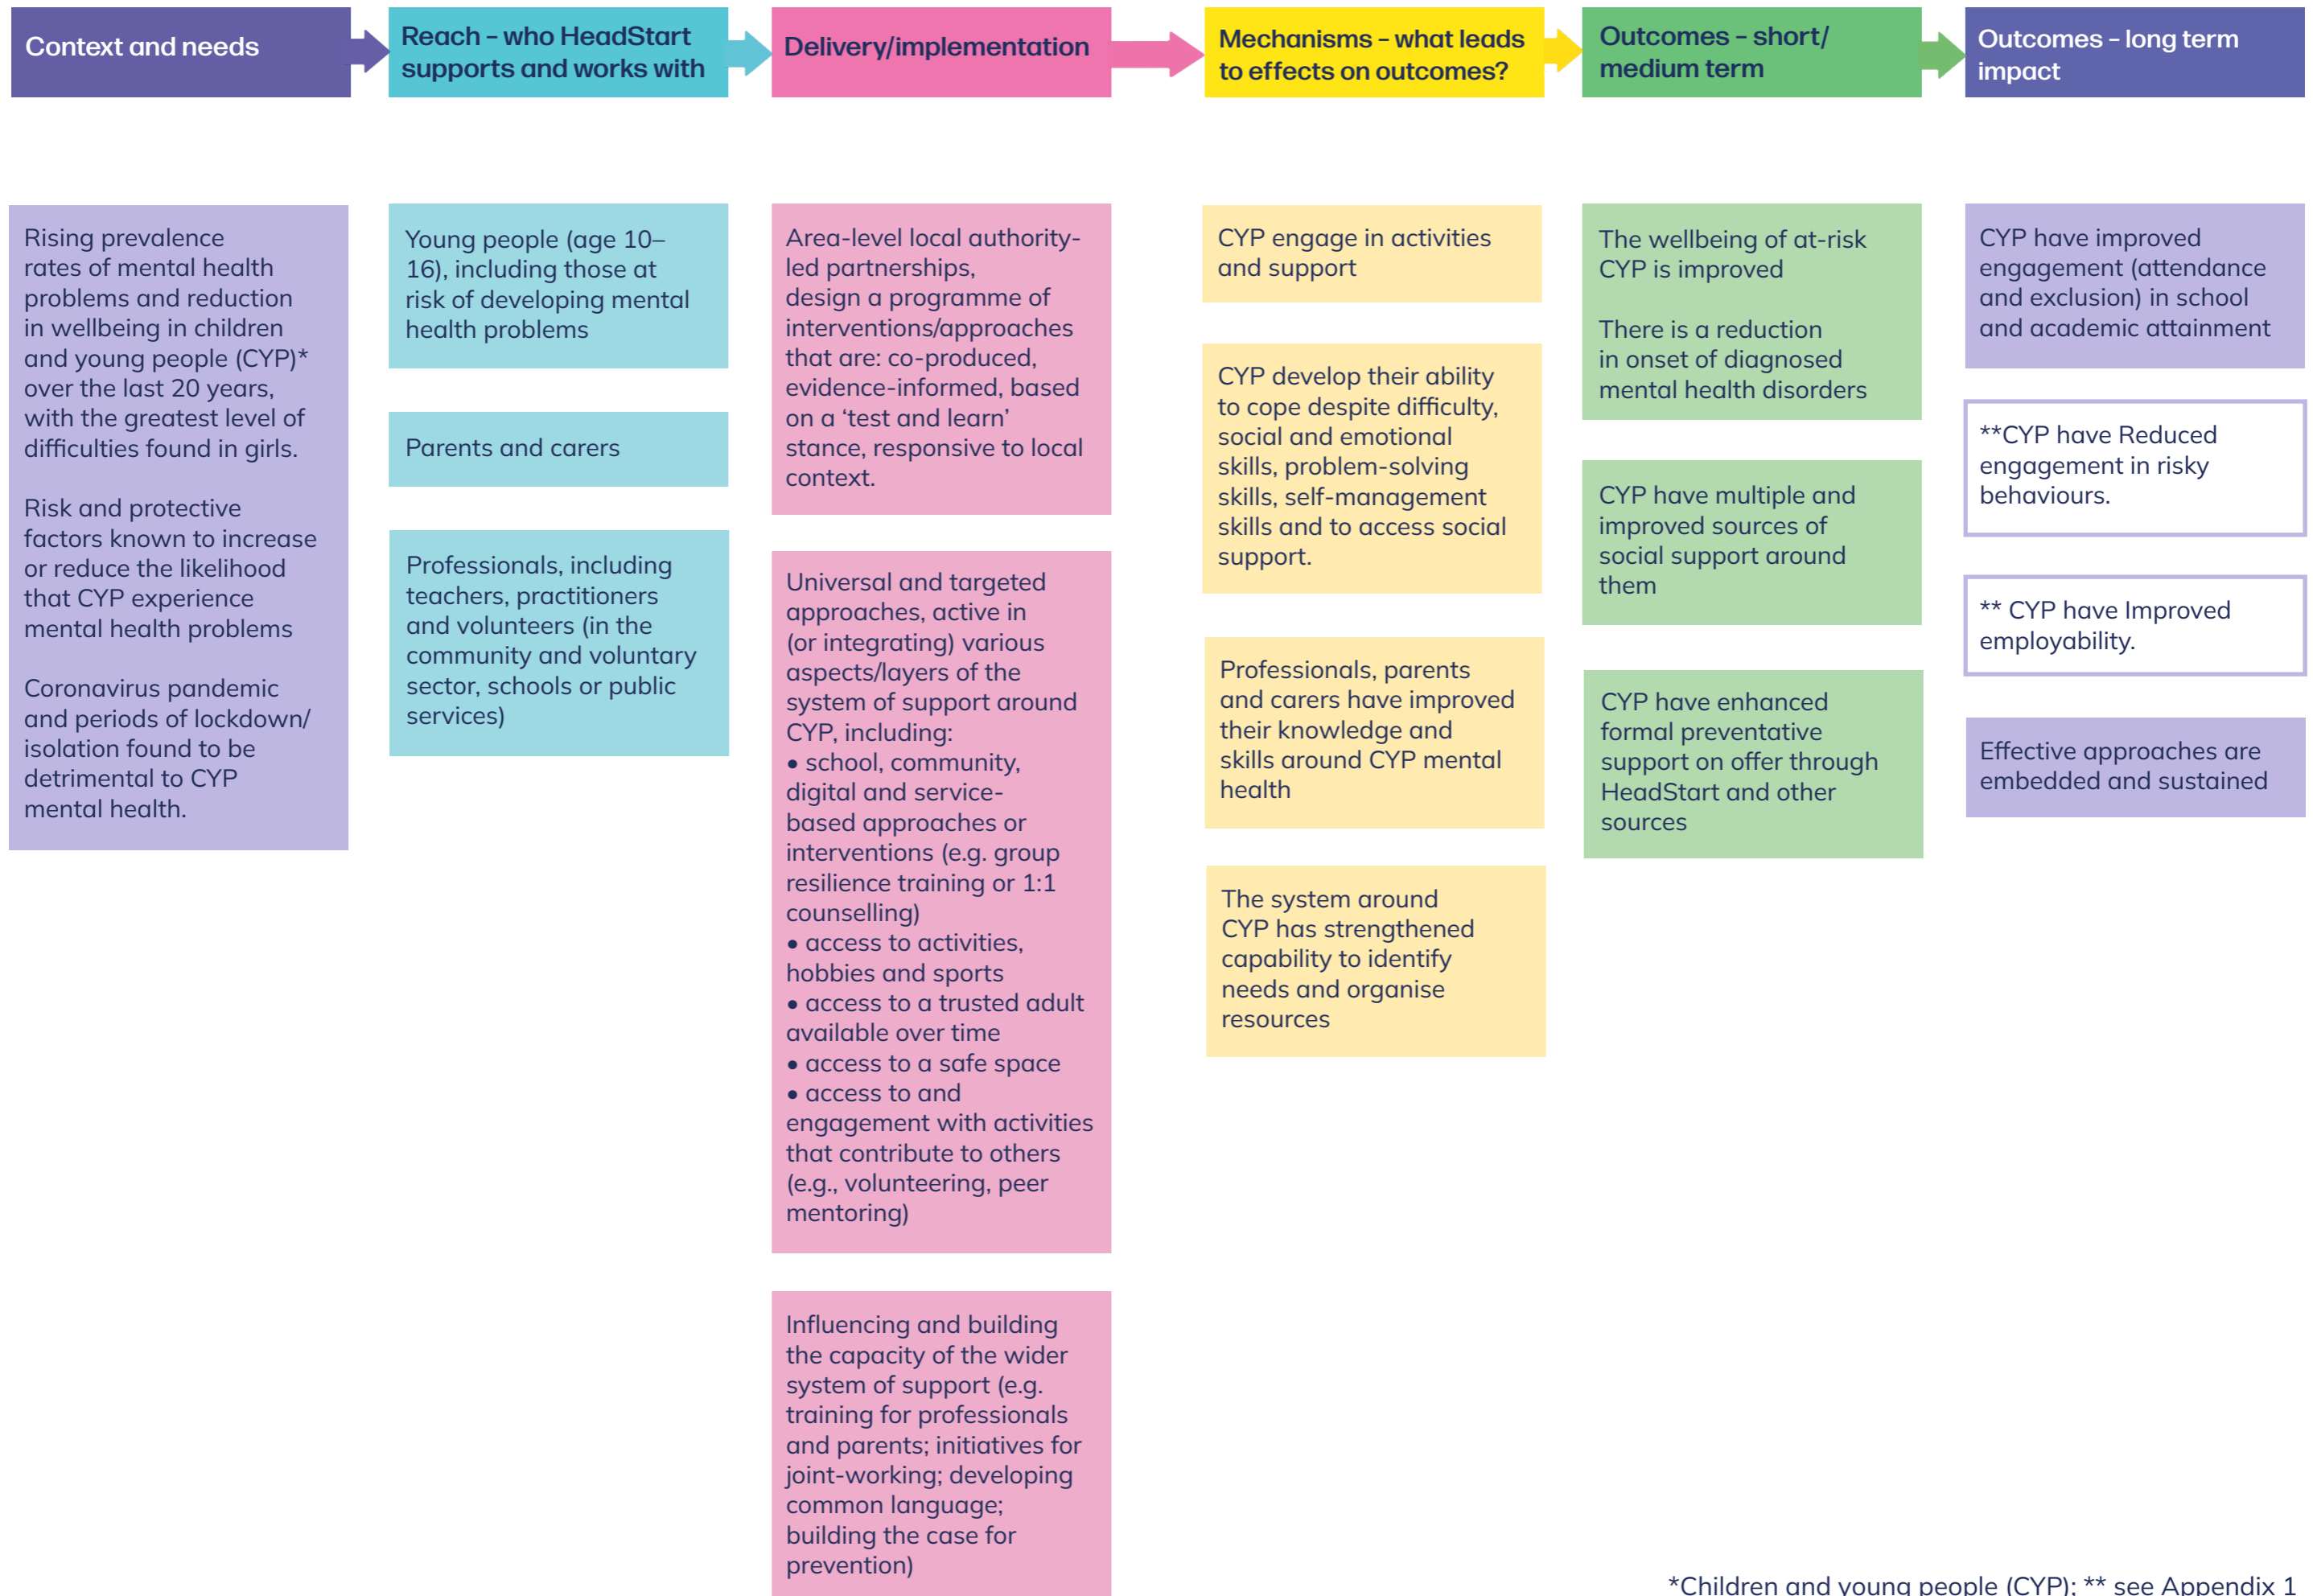 Context and needs
Reach – who HeadStart
supports and works with
Delivery/implementation
Mechanisms – what leads
to effects on outcomes?
Outcomes – short/
medium term
Outcomes – long term
impact
Rising prevalence
rates of mental health
problems and reduction
in wellbeing in children
and young people (CYP)*
over the last 20 years,
with the greatest level of
difficulties found in girls.
Risk and protective
factors known to increase
or reduce the likelihood
that CYP experience
mental health problems
Coronavirus pandemic
and periods of lockdown/
isolation found to be
detrimental to CYP
mental health.
Young people (age 10–
16), including those at
risk of developing mental
health problems
Parents and carers
Professionals, including
teachers, practitioners
and volunteers (in the
community and voluntary
sector, schools or public
services)
Area-level local authority-
led partnerships,
design a programme of
interventions/approaches
that are: co-produced,
evidence-informed, based
on a ‘test and learn’
stance, responsive to local
context.
Universal and targeted
approaches, active in
(or integrating) various
aspects/layers of the
system of support around
CYP, including:
• school, community,
digital and service-
based approaches or
interventions (e.g. group
resilience training or 1:1
counselling)
• access to activities,
hobbies and sports
• access to a trusted adult
available over time
• access to a safe space
• access to and
engagement with activities
that contribute to others
(e.g., volunteering, peer
mentoring)
Influencing and building
the capacity of the wider
system of support (e.g.
training for professionals
and parents; initiatives for
joint-working; developing
common language;
building the case for
prevention)
CYP engage in activities
and support
CYP develop their ability
to cope despite difficulty,
social and emotional
skills, problem-solving
skills, self-management
skills and to access social
support.
Professionals, parents
and carers have improved
their knowledge and
skills around CYP mental
health
The system around
CYP has strengthened
capability to identify
needs and organise
resources
The wellbeing of at-risk
CYP is improved
There is a reduction
in onset of diagnosed
mental health disorders
CYP have multiple and
improved sources of
social support around
them
CYP have enhanced
formal preventative
support on offer through
HeadStart and other
sources
CYP have improved
engagement (attendance
and exclusion) in school
and academic attainment
**CYP have Reduced
engagement in risky
behaviours.
** CYP have Improved
employability.
Effective approaches are
embedded and sustained
*Children and young people (CYP); ** see Appendix 1